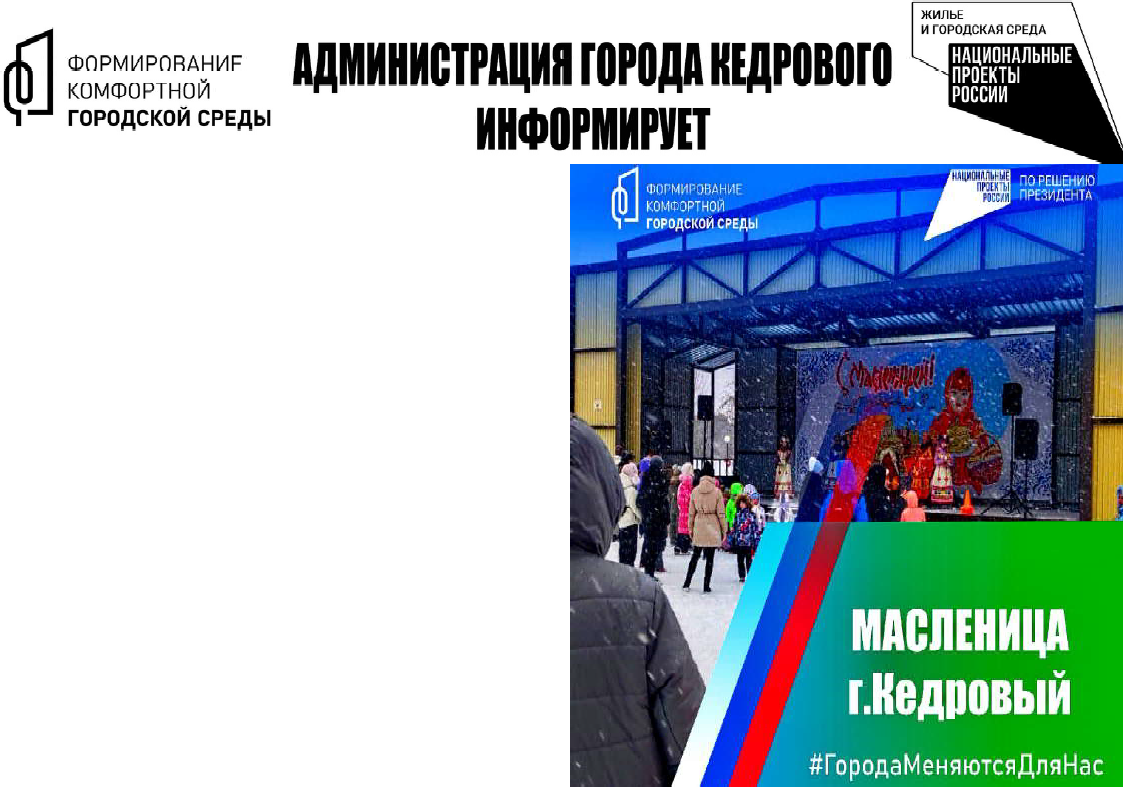 ФОРМИРОВАНИЕ
КОМФОРТНОЙ
ГОРОДСКОЙ СРЕДЫ
АДМИНИСТРАЦИЯ ГОРОДА КЕДРОВОГО
ИНФОРМИРУЕТ
ЖИЛЬЕ
И ГОРОДСКАЯ СРЕДА
НАЦИОНАЛЬНЫЕ
ПРОЕКТЫ
РОССИИ
ФОРМИРОВАНИЕ
КОМФОРТНОЙ
ГОРОДСКОЙ СРЕДЫ
НАЦИОНАЛЬНЫЕ
ПРОЕКТЫ
РОССИИ
ПО РЕШЕНИЮ
ПРЕЗИДЕНТА
С Масленицей!
МАСЛЕНИЦА
г.Кедровый
#ГородаМеняютсяДляНас